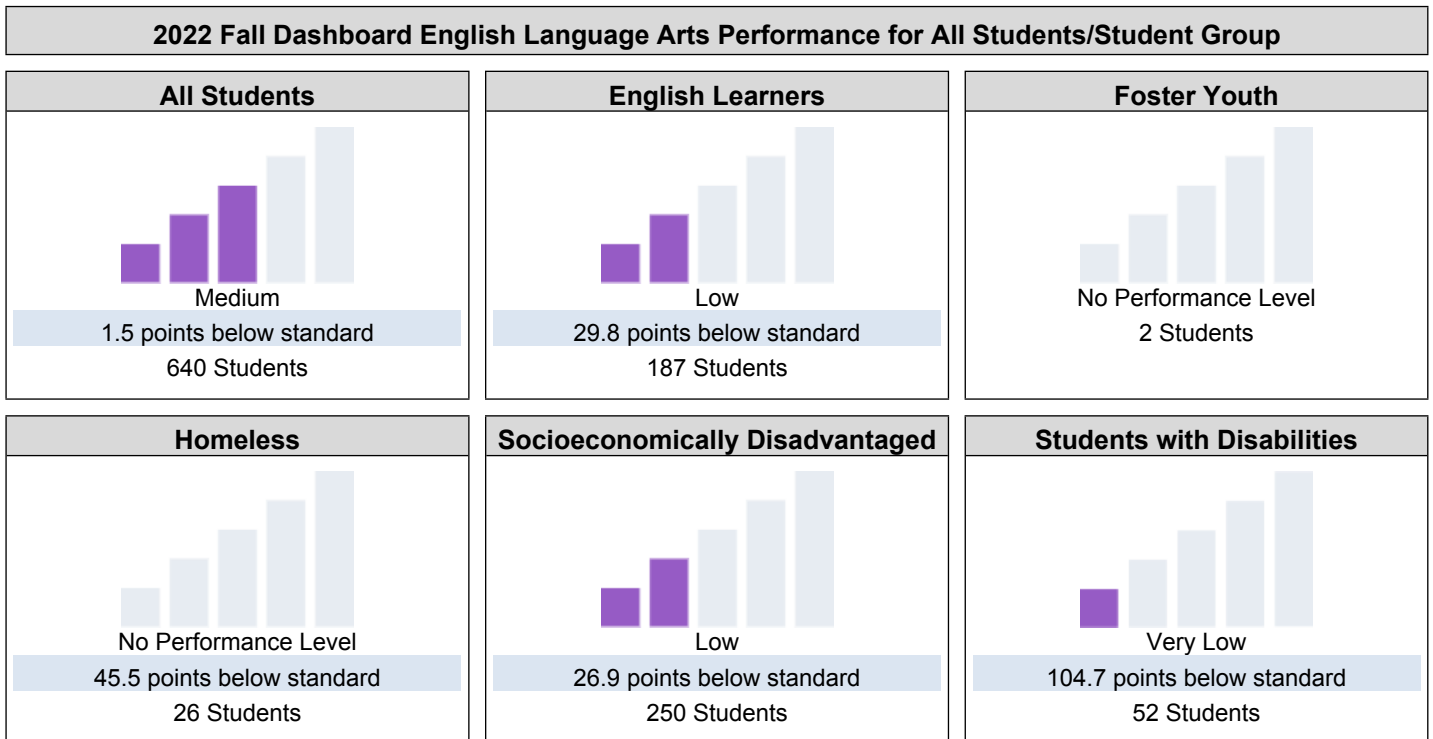 2022 Fall Dashboard English Language Arts Performance for All Students/Student Group
All Students
Medium
1.5 points below standard
640 Students
English Learners
Low
29.8 points below standard
187 Students
Foster Youth
No Performance Level
2 Students
Homeless
No Performance Level
45.5 points below standard
26 Students
Socioeconomically Disadvantaged
Low
26.9 points below standard
250 Students
Students with Disabilities
Very Low
104.7 points below standard
52 Students